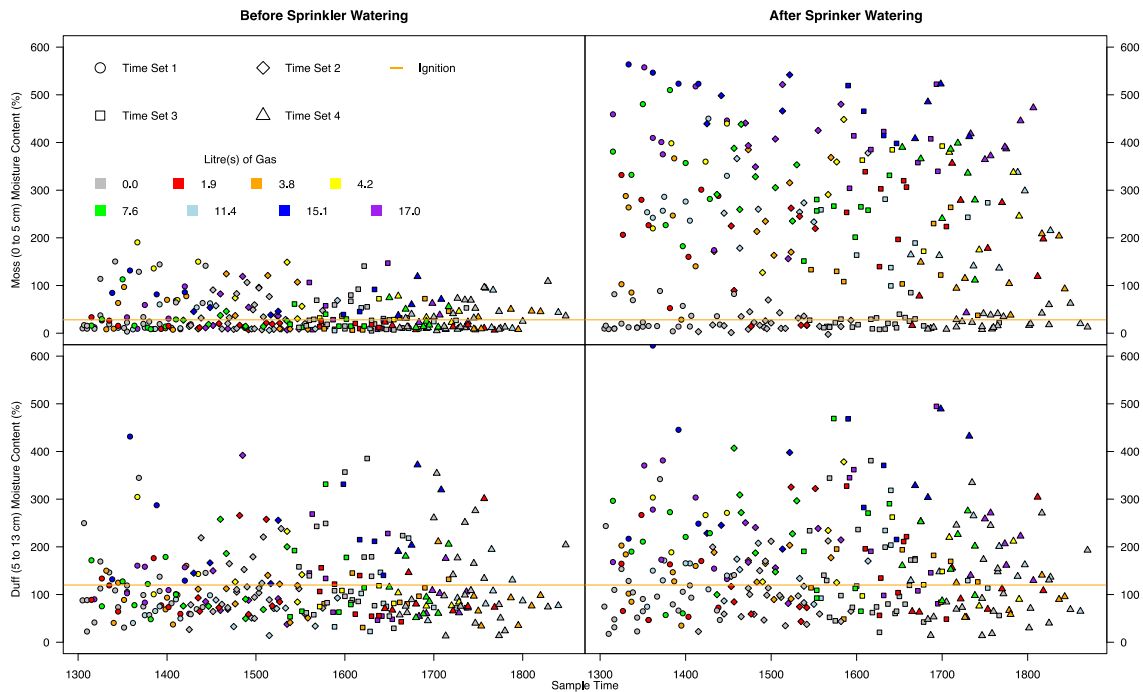 Before Sprinkler Watering
After Sprinker Watering
Moss (0 to 5 cm) Moisture Content (%)
600
500
400
300
200
100
0
Time Set 1
Time Set 2
Ignition
Time Set 3
Time Set 4
Litre(s) of Gas
0.0
1.9
3.8
4.2
7.6
11.4
15.1
17.0
600
500
400
300
200
100
0
Duff (5 to 13 cm) Moisture Content (%)
600
500
400
300
200
100
0
500
400
300
200
100
0
1300 1400 1500 1600 1700 1800
1300 1400 1500 1600 1700 1800
Sample Time